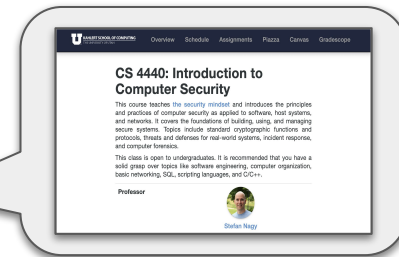 KAHLERT SCHOOL OF COMPUTING
THE UNIVERSITY OF UTAH
Overview Schedule Assignments Piazza Canvas Gradescope
CS 4440: Introduction to
Computer Security
This course teaches the security mindset and introduces the principles
and practices of computer security as applied to software, host systems,
and networks. It covers the foundations of building, using, and managing
secure systems. Topics include standard cryptographic functions and
protocols, threats and defenses for real-world systems, incident response,
and computer forensics.
This class is open to undergraduates. It is recommended that you have a
solid grasp over topics like software engineering, computer organization,
basic networking, SQL, scripting languages, and C/C++.
Professor
Stefan Nagy